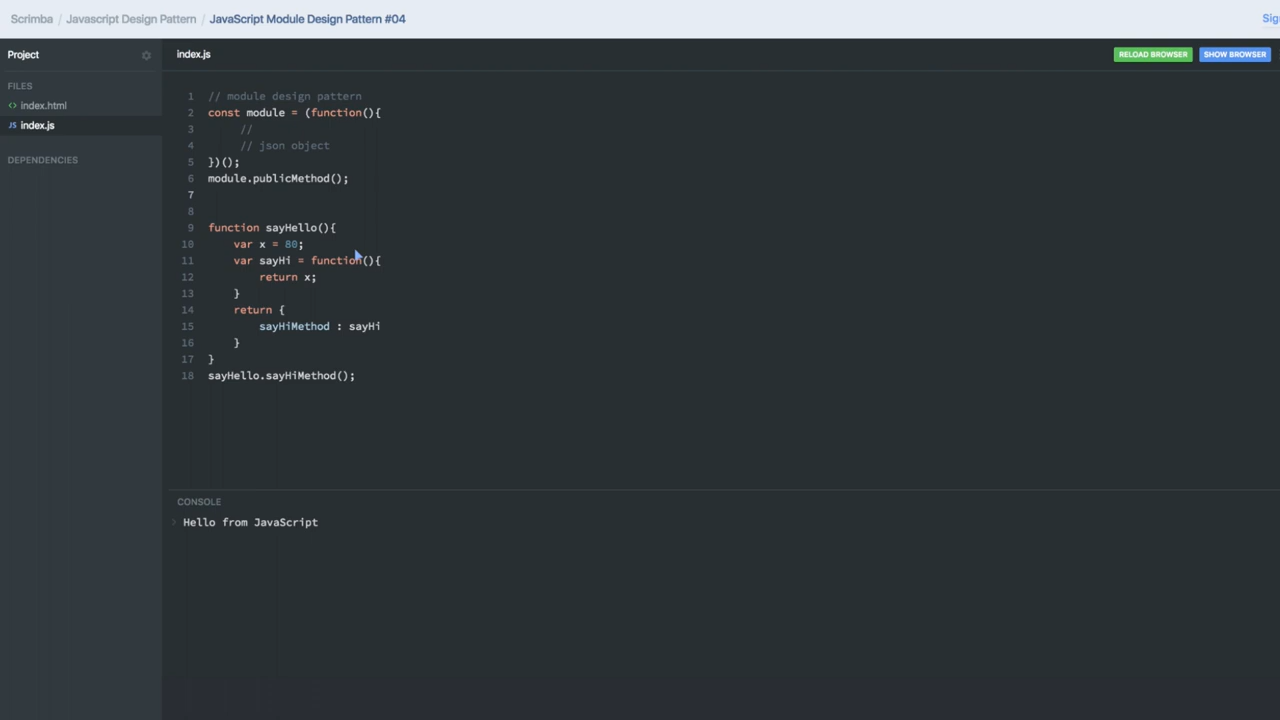 Scrimba / Javascript Design Pattern / JavaScript Module Design Pattern #04
Project
index.js
RELOAD BROWSER
SHOW BROWSER
FILES
<> index.html
JS index.js
DEPENDENCIES
1 // module design pattern
2 const module = (function(){
3 //
4 // json object
5 })();
6 module.publicMethod();
7
8
9 function sayHello(){
10 var x = 80;
11 var sayHi = function(){
12 return x;
13 }
14 return {
15 sayHiMethod : sayHi
16 }
17 }
18 sayHello.sayHiMethod();
CONSOLE
> Hello from JavaScript